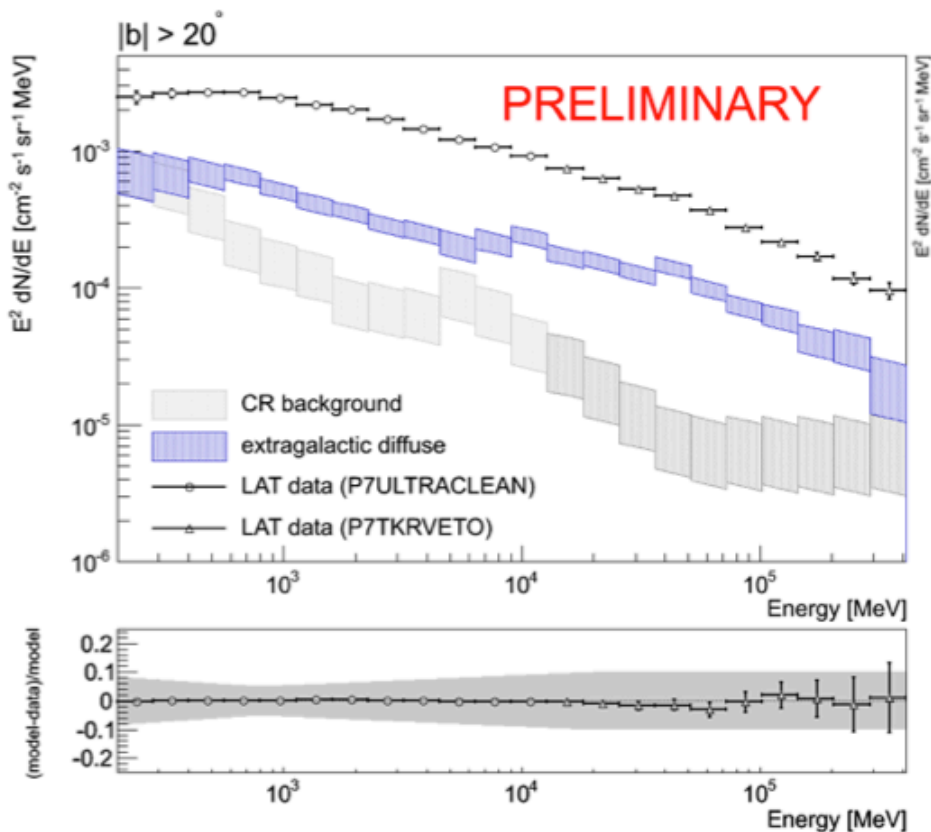 |b| > 20°
PRELIMINARY
E² dN/dE [cm⁻² s⁻¹ sr⁻¹ MeV]
E² dN/dE [cm⁻² s⁻¹ sr⁻¹ MeV]
10⁻³
10⁻⁴
10⁻⁵
10⁻⁶
CR background
extragalactic diffuse
LAT data (P7ULTRACLEAN)
LAT data (P7TKRVETO)
10³ 10⁴ 10⁵
Energy [MeV]
(model-data)/model
0.2
0.1
0
-0.1
-0.2
10³ 10⁴ 10⁵
Energy [MeV]